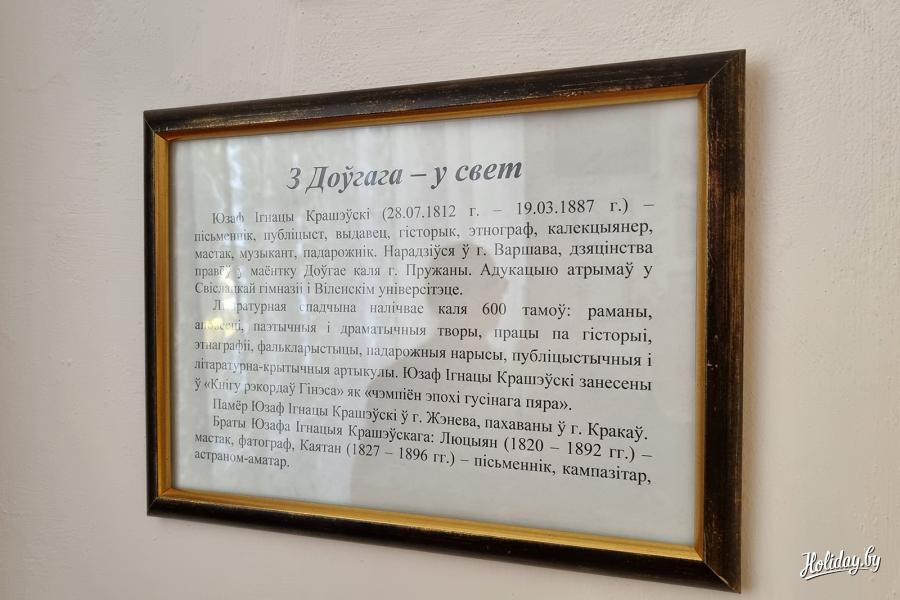 З Доўгага – у свет
Юзаф Ігнацы Крашэўскі (28.07.1812 г. – 19.03.1887 г.) –
пісьменнік, публіцыст, выдавец, гісторык, этнограф, калекцыянер,
мастак, музыкант, падарожнік. Нарадзіўся ў г. Варшава, дзяцінства
правёў у маёнтку Доўгае каля г. Пружаны. Адукацыю атрымаў у
Свіслацкай гімназіі і Віленскім універсітэце.
Літаратурная спадчына налічвае каля 600 тамоў: раманы,
аповесці, паэтычныя і драматычныя творы, працы па гісторыі,
этнаграфіі, фалькларыстыцы, падарожныя нарысы, публіцыстычныя і
літаратурна-крытычныя артыкулы. Юзаф Ігнацы Крашэўскі занесены
ў «Кнігу рэкордаў Гінэса» як «чэмпіён эпохі гусінага пяра».
Памёр Юзаф Ігнацы Крашэўскі ў г. Жэнева, пахаваны ў г. Кракаў.
Браты Юзафа Ігнацыя Крашэўскага: Люцыян (1820 – 1892 гг.) –
мастак, фатограф, Каятан (1827 – 1896 гг.) – пісьменнік, кампазітар,
астраном-аматар.
Holiday.by